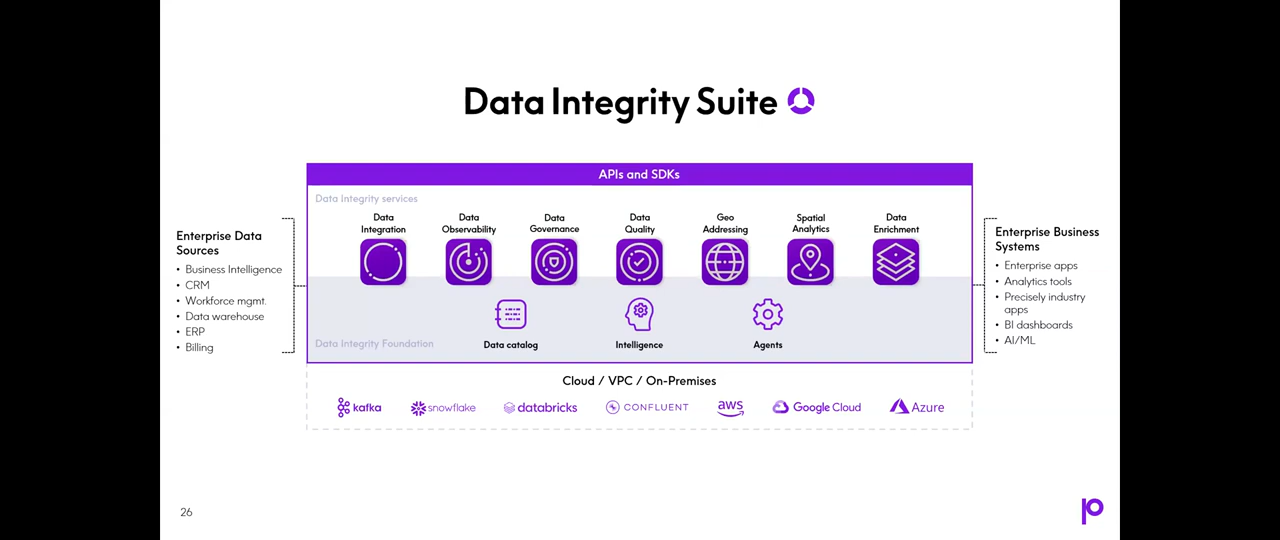 Data Integrity Suite
APIs and SDKs
Data Integrity services
Data
Integration
Data
Observability
Data
Governance
Data
Quality
Geo
Addressing
Spatial
Analytics
Data
Enrichment
Enterprise Data
Sources
• Business Intelligence
• CRM
• Workforce mgmt.
• Data warehouse
• ERP
• Billing
Data catalog
Intelligence
Agents
Data Integrity Foundation
Enterprise Business
Systems
• Enterprise apps
• Analytics tools
• Precisely industry
apps
• BI dashboards
• AI/ML
Cloud / VPC / On-Premises
kafka
snowflake
databricks
CONFLUENT
aws
Google Cloud
Azure
26